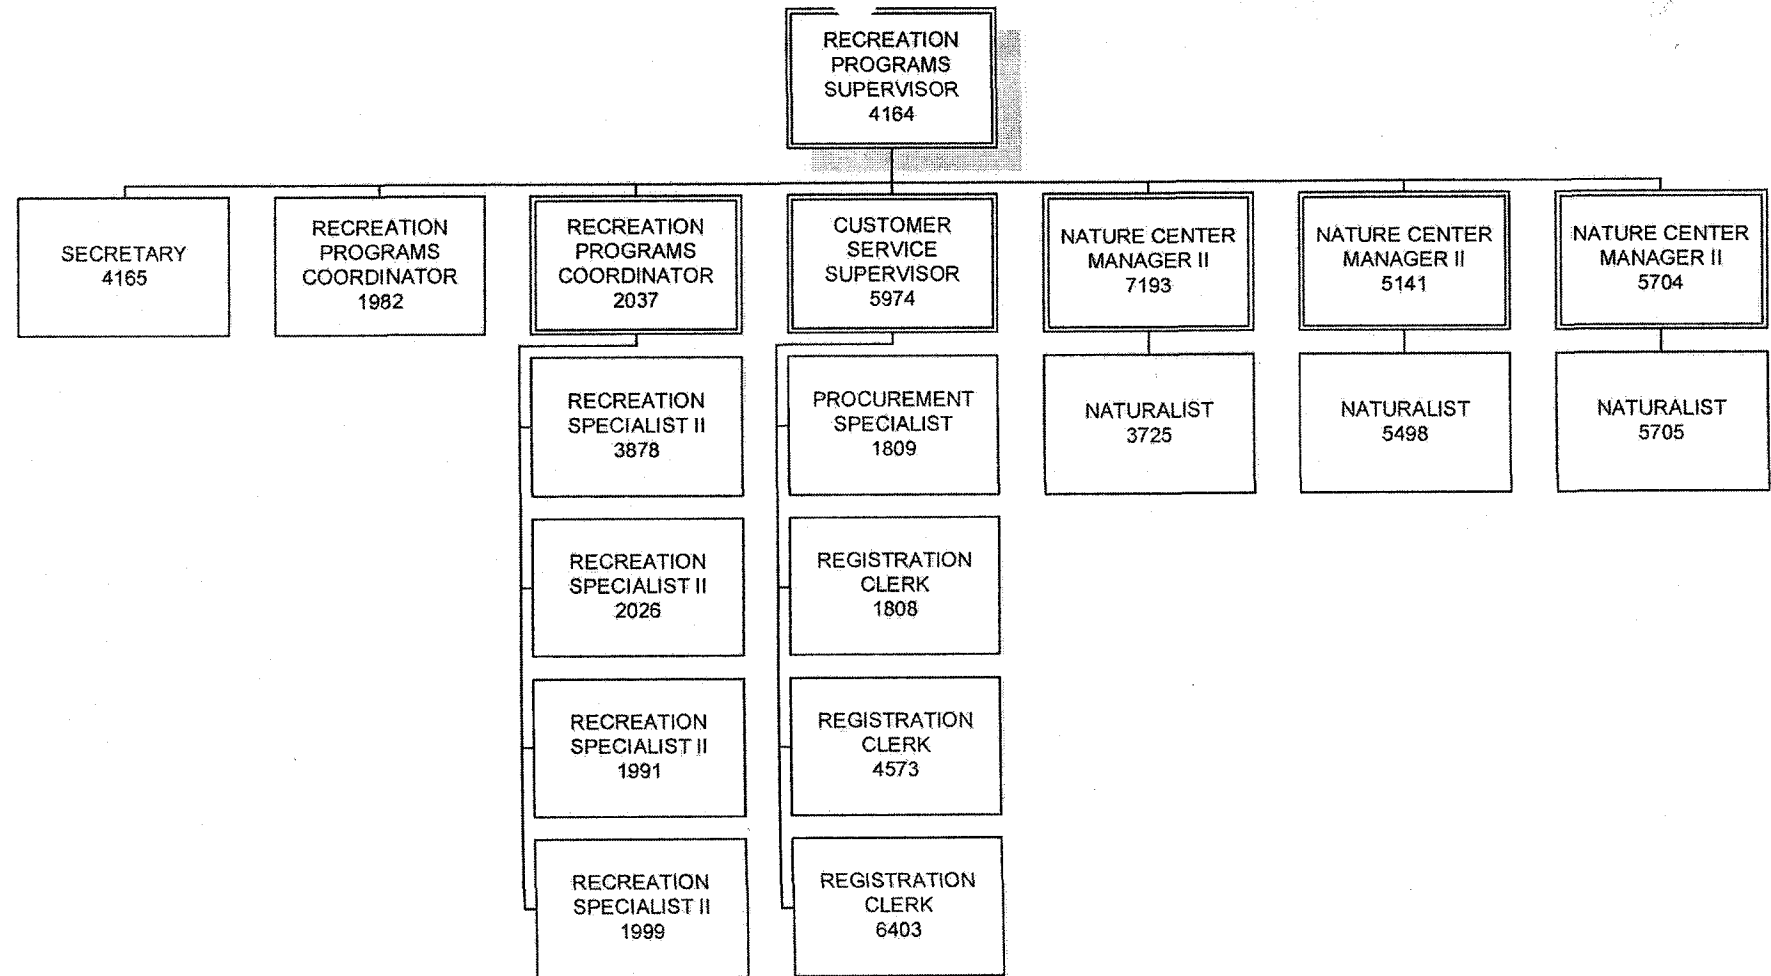 RECREATION
PROGRAMS
SUPERVISOR
4164
SECRETARY
4165
RECREATION
PROGRAMS
COORDINATOR
1982
RECREATION
PROGRAMS
COORDINATOR
2037
CUSTOMER
SERVICE
SUPERVISOR
5974
NATURE CENTER
MANAGER II
7193
NATURE CENTER
MANAGER II
5141
NATURE CENTER
MANAGER II
5704
RECREATION
SPECIALIST II
3878
PROCUREMENT
SPECIALIST
1809
NATURALIST
3725
NATURALIST
5498
NATURALIST
5705
RECREATION
SPECIALIST II
2026
REGISTRATION
CLERK
1808
RECREATION
SPECIALIST II
1991
REGISTRATION
CLERK
4573
RECREATION
SPECIALIST II
1999
REGISTRATION
CLERK
6403